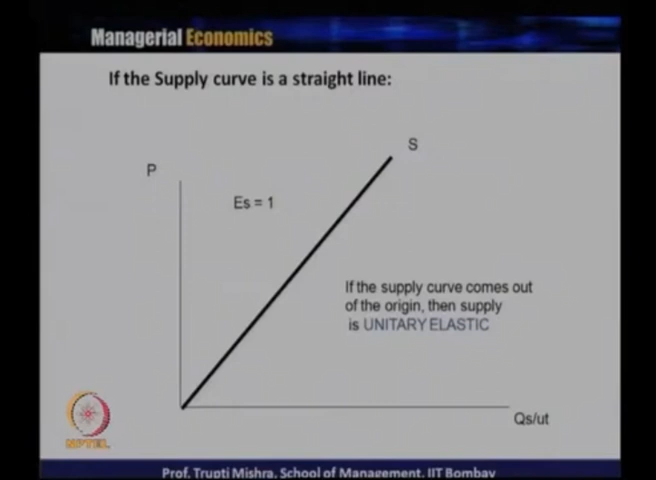 Managerial Economics
If the Supply curve is a straight line:
S
P
Es = 1
If the supply curve comes out
of the origin, then supply
is UNITARY ELASTIC
Qs/ut
NPTEL
Prof. Trupti Mishra, School of Management, IIT Bombay